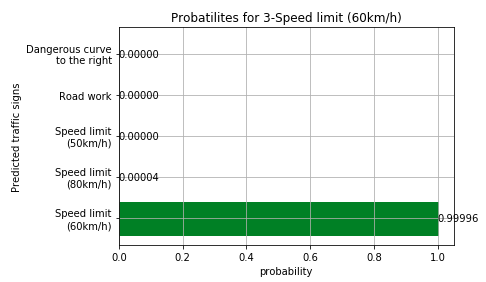 Probatilites for 3-Speed limit (60km/h)
Predicted traffic signs
Dangerous curve
to the right
0.00000
Road work
0.00000
Speed limit
(50km/h)
0.00000
Speed limit
(80km/h)
0.00004
Speed limit
(60km/h)
0.99996
0.0 0.2 0.4 0.6 0.8 1.0
probability